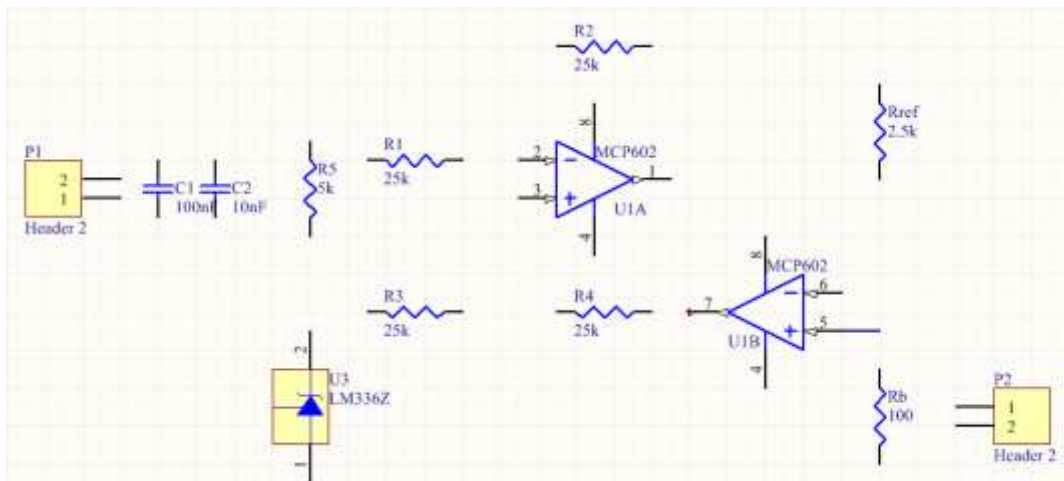 R2
25k
Rref
2.5k
P1
2
1
Header 2
C1
100nF
C2
10nF
R5
5k
R1
25k
8
MCP602
2
3
1
4
U1A
R3
25k
R4
25k
8
MCP602
7
6
5
U1B
4
2
U3
LM336Z
1
Rb
100
P2
1
2
Header 2